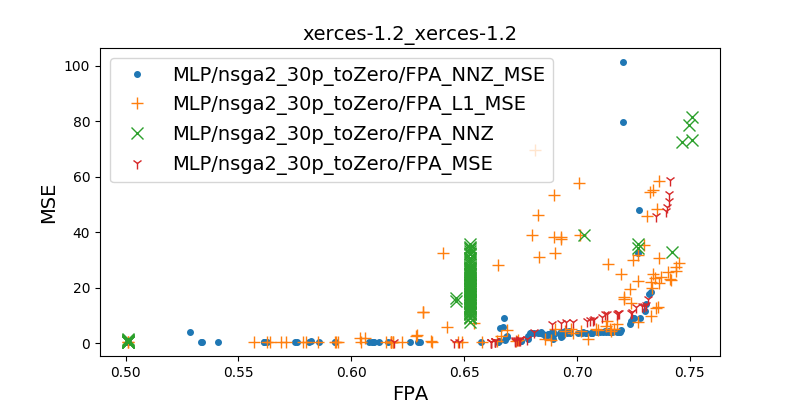 xerces-1.2_xerces-1.2
MLP/nsga2_30p_toZero/FPA_NNZ_MSE
MLP/nsga2_30p_toZero/FPA_L1_MSE
MLP/nsga2_30p_toZero/FPA_NNZ
MLP/nsga2_30p_toZero/FPA_MSE
MSE
100
80
60
40
20
0
0.50 0.55 0.60 0.65 0.70 0.75
FPA